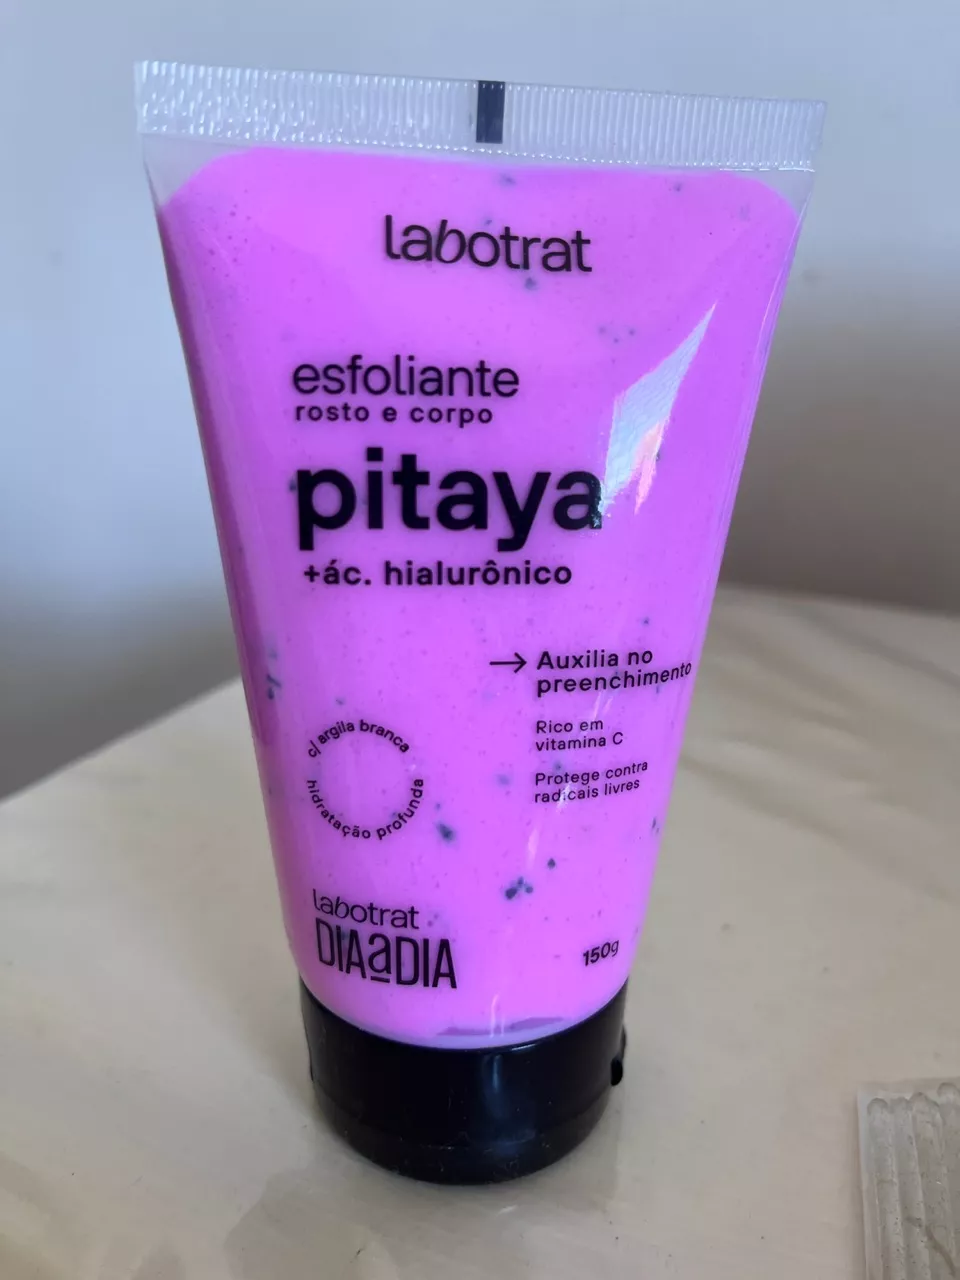 labotrat
esfoliante
rosto e corpo
pitaya
+ác. hialurônico
→ Auxilia no
preenchimento
Rico em
vitamina C
Protege contra
radicais livres
c/ argila branca
hidratação profunda
labotrat
DIAaDIA
150g